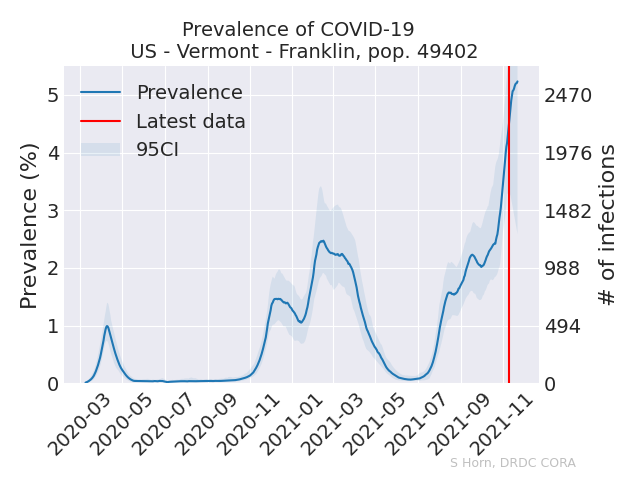 Prevalence of COVID-19
US - Vermont - Franklin, pop. 49402
Prevalence
Latest data
95CI
Prevalence (%)
5
4
3
2
1
0
2470
1976
1482
988
494
0
# of infections
2020-03
2020-05
2020-07
2020-09
2020-11
2021-01
2021-03
2021-05
2021-07
2021-09
2021-11
S Horn, DRDC CORA